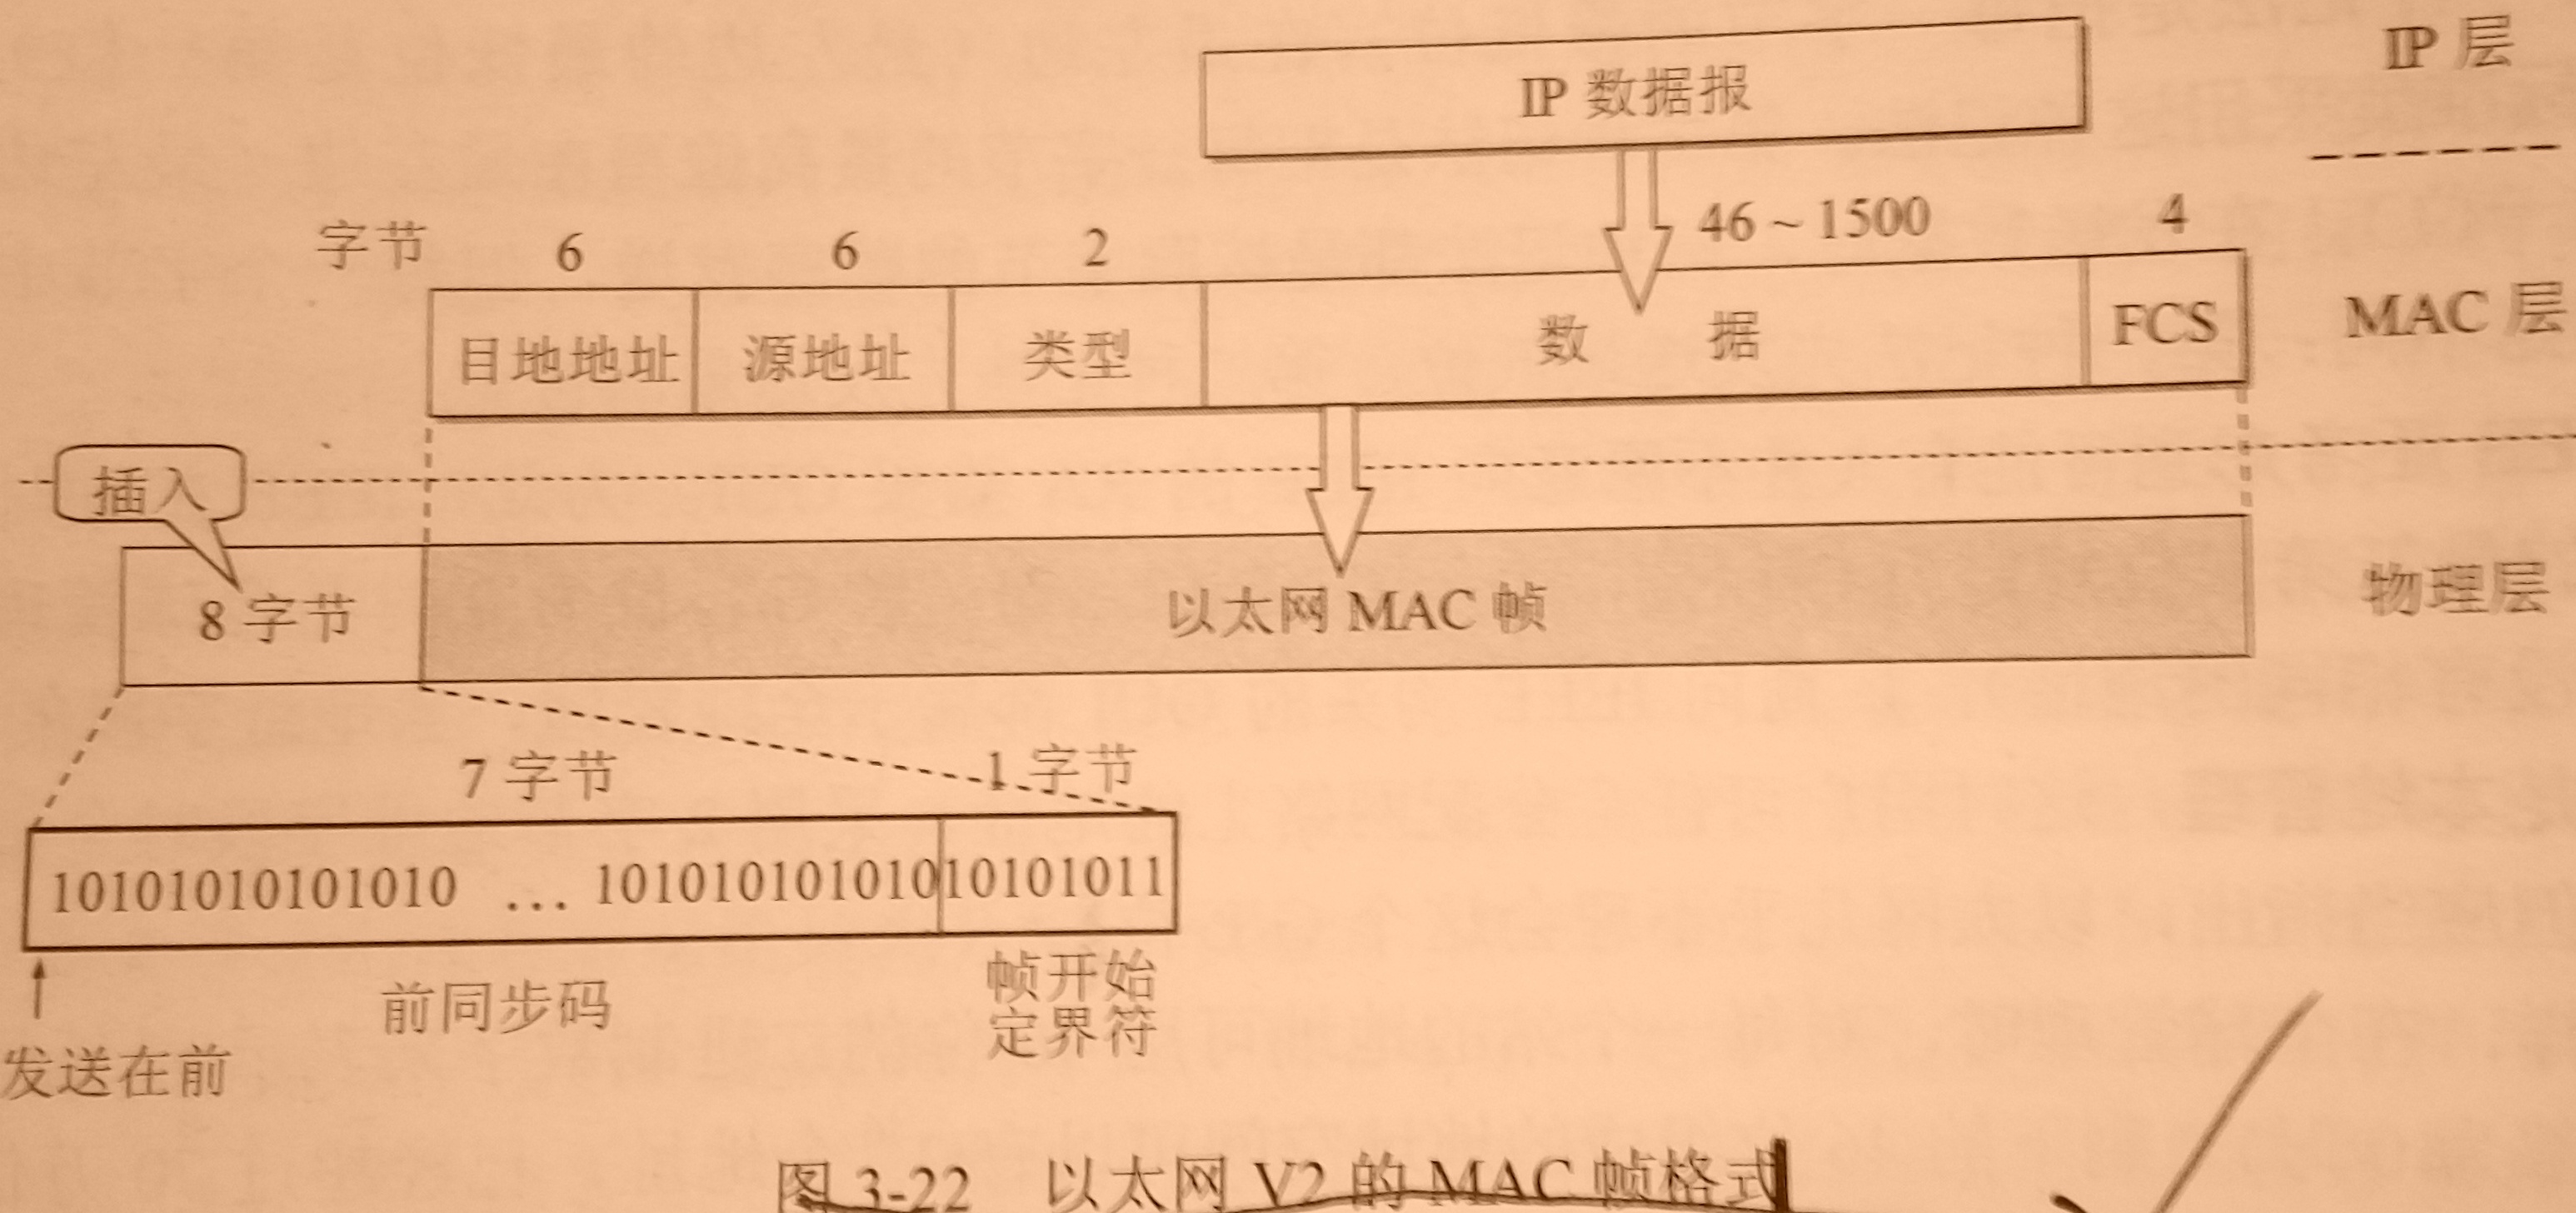 IP 层
IP 数据报
字节 6 6 2 46 ~ 1500 4
目地地址 源地址 类型 数 据 FCS MAC 层
插入
8 字节 以太网 MAC 帧 物理层
7 字节 1 字节
10101010101010 ... 101010101010 10101011
前同步码 帧开始
定界符
发送在前
图 3-22 以太网 V2 的 MAC 帧格式